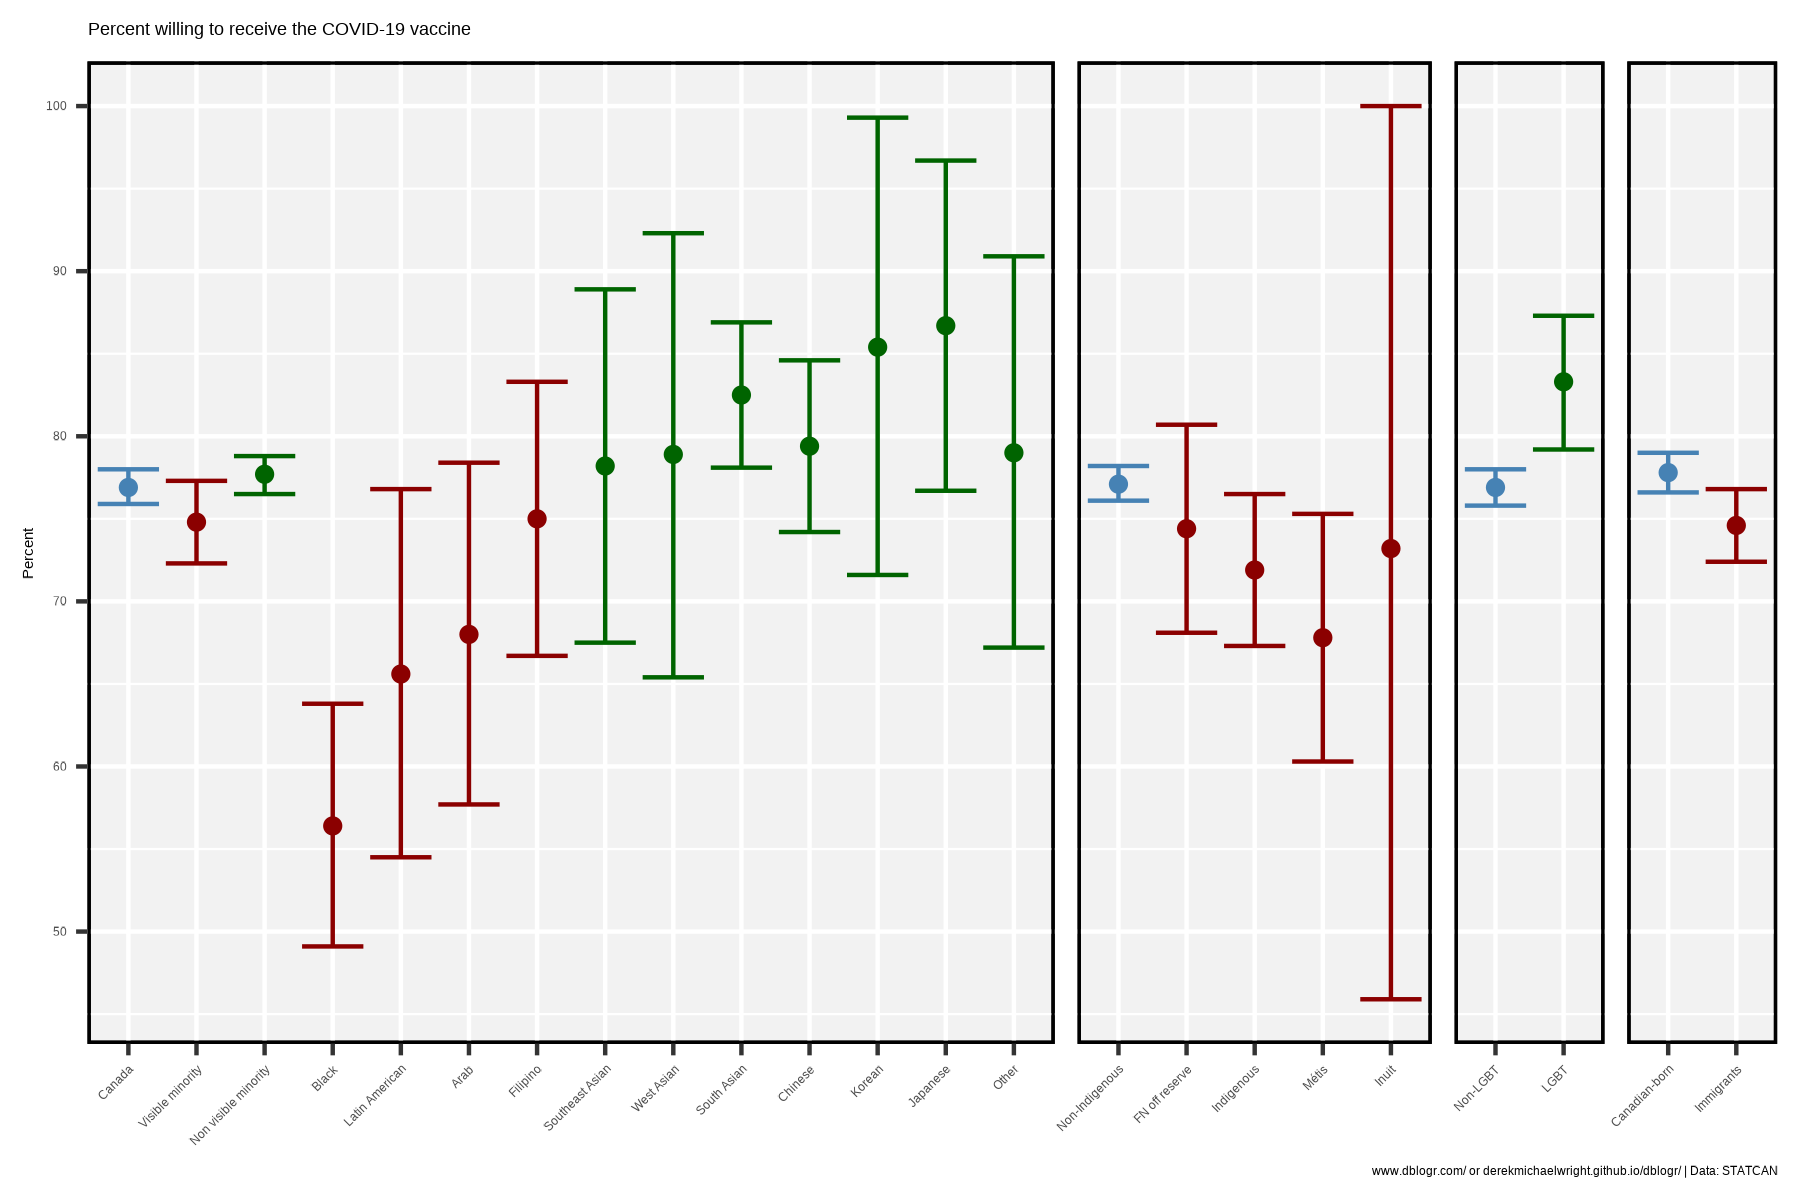 Percent willing to receive the COVID-19 vaccine
100
90
80
70
60
50
Percent
Canada
Visible minority
Non visible minority
Black
Latin American
Arab
Filipino
Southeast Asian
West Asian
South Asian
Chinese
Korean
Japanese
Other
Non-Indigenous
FN off reserve
Indigenous
Métis
Inuit
Non-LGBT
LGBT
Canadian-born
Immigrants
www.dblogr.com/ or derekmichaelwright.github.io/dblogr/ | Data: STATCAN